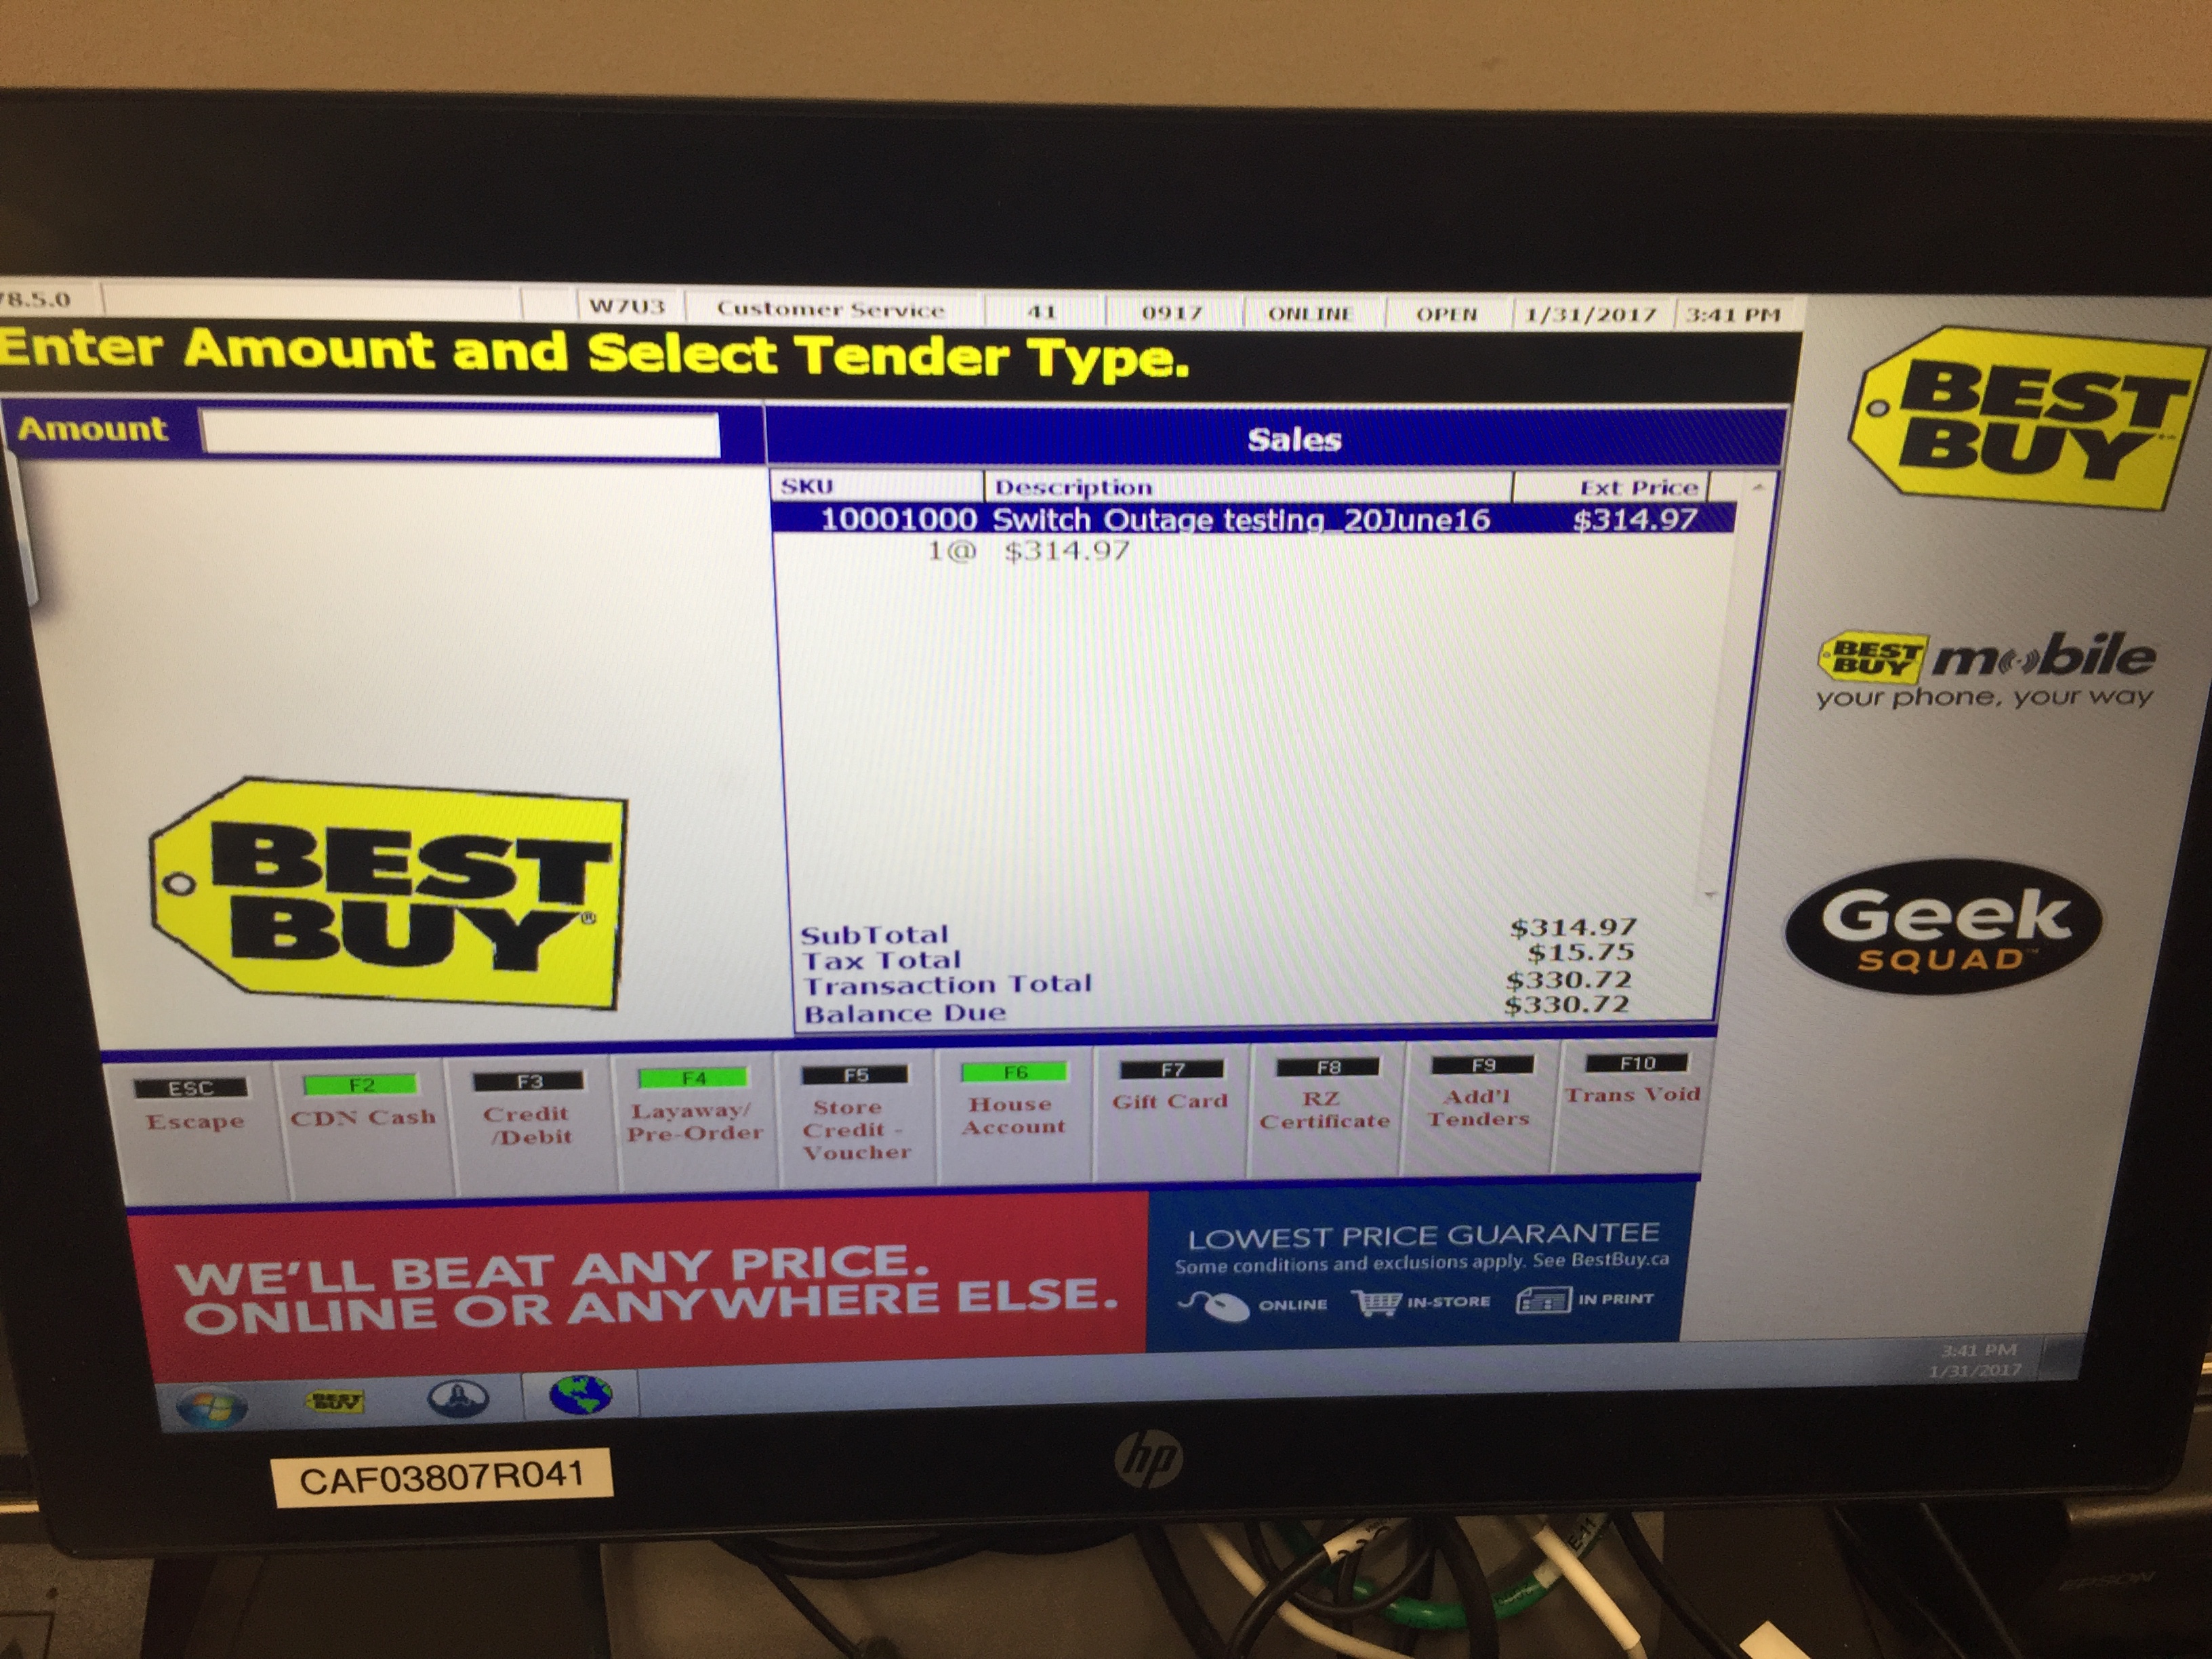 78.5.0 W7U3 Customer Service 41 0917 ONLINE OPEN 1/31/2017 3:41 PM
Enter Amount and Select Tender Type.
Amount
Sales
SKU Description Ext Price
10001000 Switch Outage testing_20June16 $314.97
1@ $314.97
SubTotal $314.97
Tax Total $15.75
Transaction Total $330.72
Balance Due $330.72
BEST
BUY®
BEST
BUY™
BEST
BUY mobile
your phone, your way
Geek
SQUAD™
ESC F2 F3 F4 F5 F6 F7 F8 F9 F10
Escape
CDN Cash
Credit
/Debit
Layaway/
Pre-Order
Store
Credit -
Voucher
House
Account
Gift Card
RZ
Certificate
Add'l
Tenders
Trans Void
WE'LL BEAT ANY PRICE.
ONLINE OR ANYWHERE ELSE.
LOWEST PRICE GUARANTEE
Some conditions and exclusions apply. See BestBuy.ca
ONLINE IN-STORE IN PRINT
BEST
BUY
3:41 PM
1/31/2017
CAF03807R041
hp
E-11
EPSON